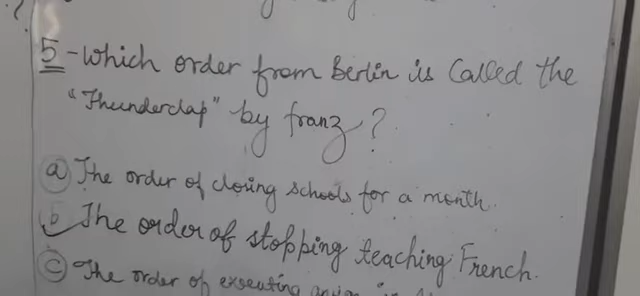 5-Which order from Berlin is Called the
"Thunderclap" by franz?
a The order of closing schools for a month.
b The order of stopping teaching French.
c The order of executing